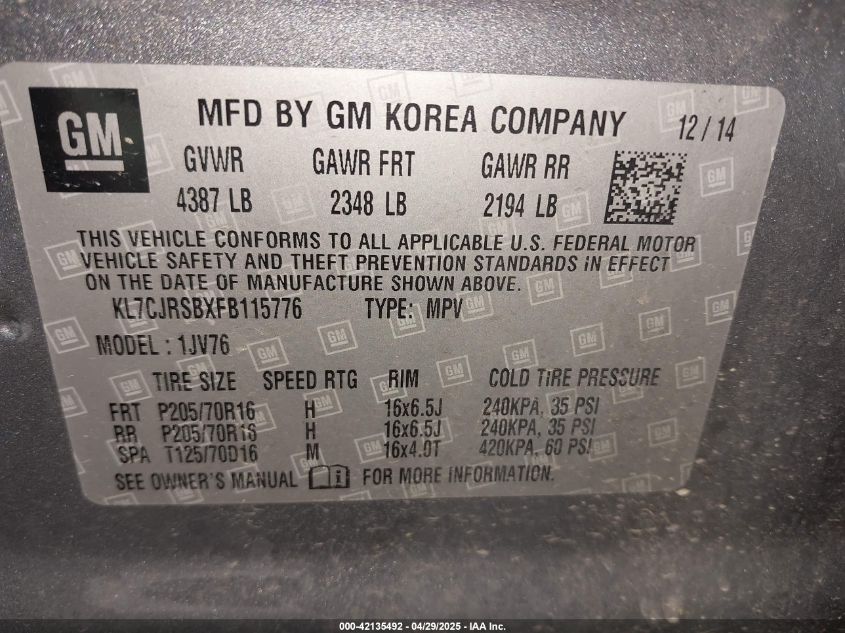 GM MFD BY GM KOREA COMPANY 12/14
GVWR GAWR FRT GAWR RR
4387 LB 2348 LB 2194 LB
THIS VEHICLE CONFORMS TO ALL APPLICABLE U.S. FEDERAL MOTOR
VEHICLE SAFETY AND THEFT PREVENTION STANDARDS IN EFFECT
ON THE DATE OF MANUFACTURE SHOWN ABOVE.
KL7CJRSBXFB115776 TYPE: MPV
MODEL : 1JV76
TIRE SIZE SPEED RTG RIM COLD TIRE PRESSURE
FRT P205/70R16 H 16x6.5J 240KPA, 35 PSI
RR P205/70R16 H 16x6.5J 240KPA, 35 PSI
SPA T125/70D16 M 16x4.0T 420KPA, 60 PSI
SEE OWNER'S MANUAL i FOR MORE INFORMATION.
000-42135492 - 04/29/2025 - IAA Inc.